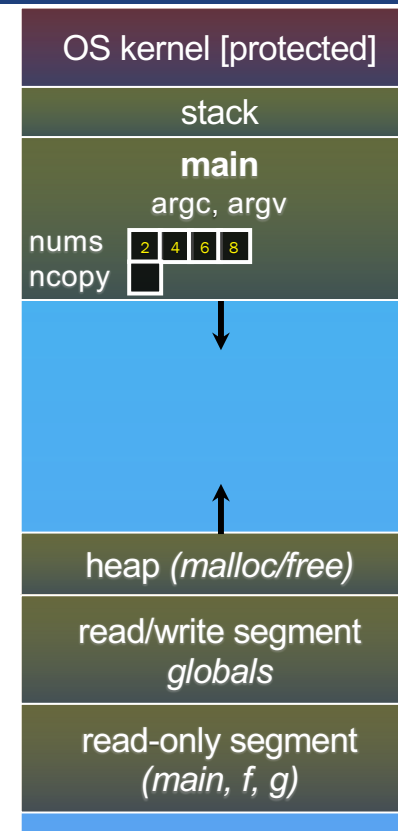 OS kernel [protected]
stack
main
argc, argv
nums 2 4 6 8
ncopy
heap (malloc/free)
read/write segment
globals
read-only segment
(main, f, g)